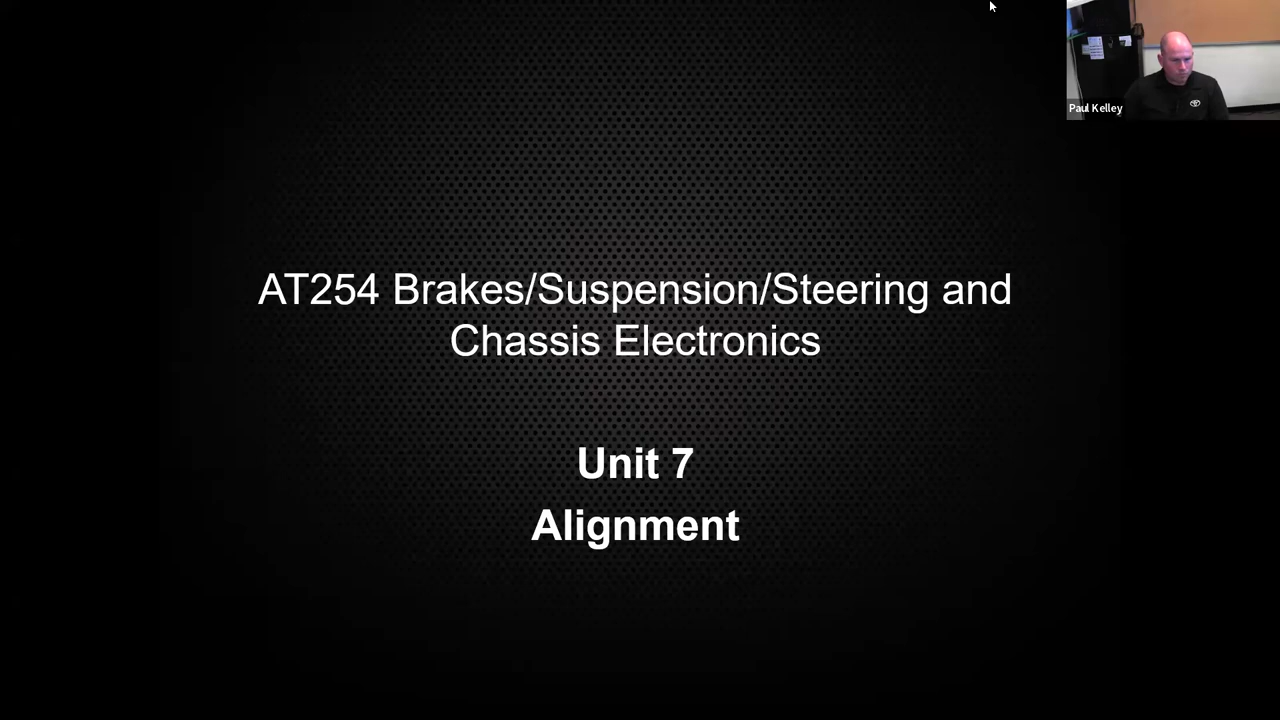 Paul Kelley
AT254 Brakes/Suspension/Steering and
Chassis Electronics
Unit 7
Alignment